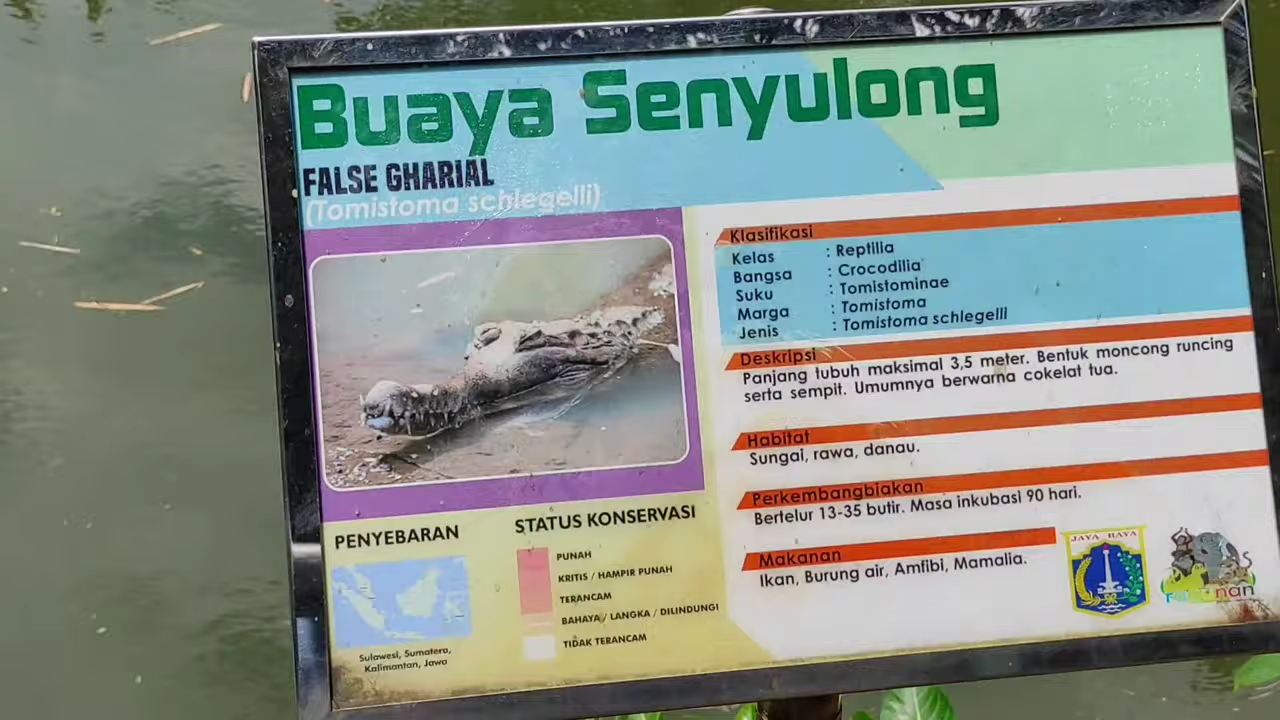 Buaya Senyulong
FALSE GHARIAL
(Tomistoma schlegelli)
Klasifikasi
Kelas : Reptilia
Bangsa : Crocodilia
Suku : Tomistominae
Marga : Tomistoma
Jenis : Tomistoma schlegelli
Deskripsi
Panjang tubuh maksimal 3,5 meter. Bentuk moncong runcing
serta sempit. Umumnya berwarna cokelat tua.
Habitat
Sungai, rawa, danau.
Perkembangbiakan
Bertelur 13-35 butir. Masa inkubasi 90 hari.
Makanan
Ikan, Burung air, Amfibi, Mamalia.
PENYEBARAN
Sulawesi, Sumatera,
Kalimantan, Jawa
STATUS KONSERVASI
PUNAH
KRITIS / HAMPIR PUNAH
TERANCAM
BAHAYA / LANGKA / DILINDUNGI
TIDAK TERANCAM
JAYA RAYA